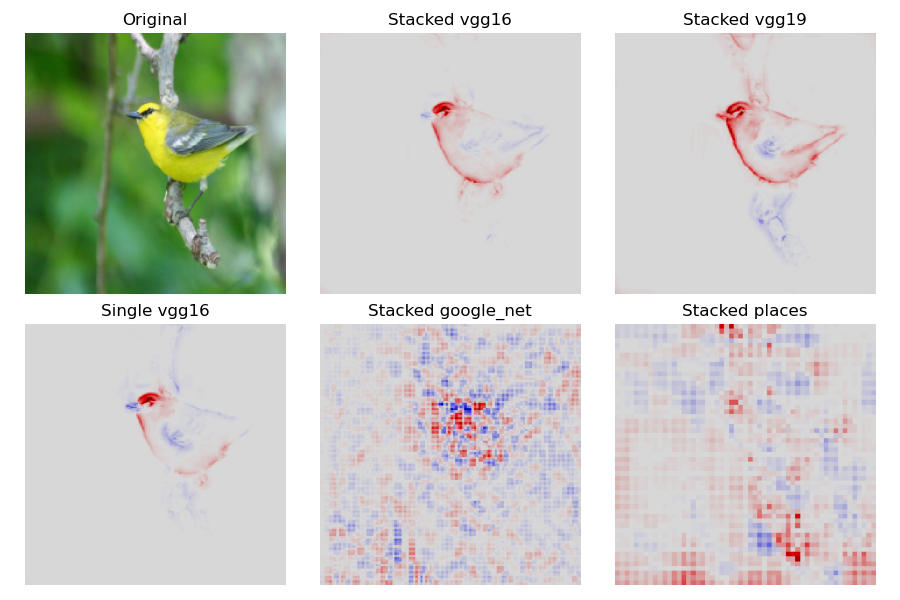 Original
Stacked vgg16
Stacked vgg19
Single vgg16
Stacked google_net
Stacked places